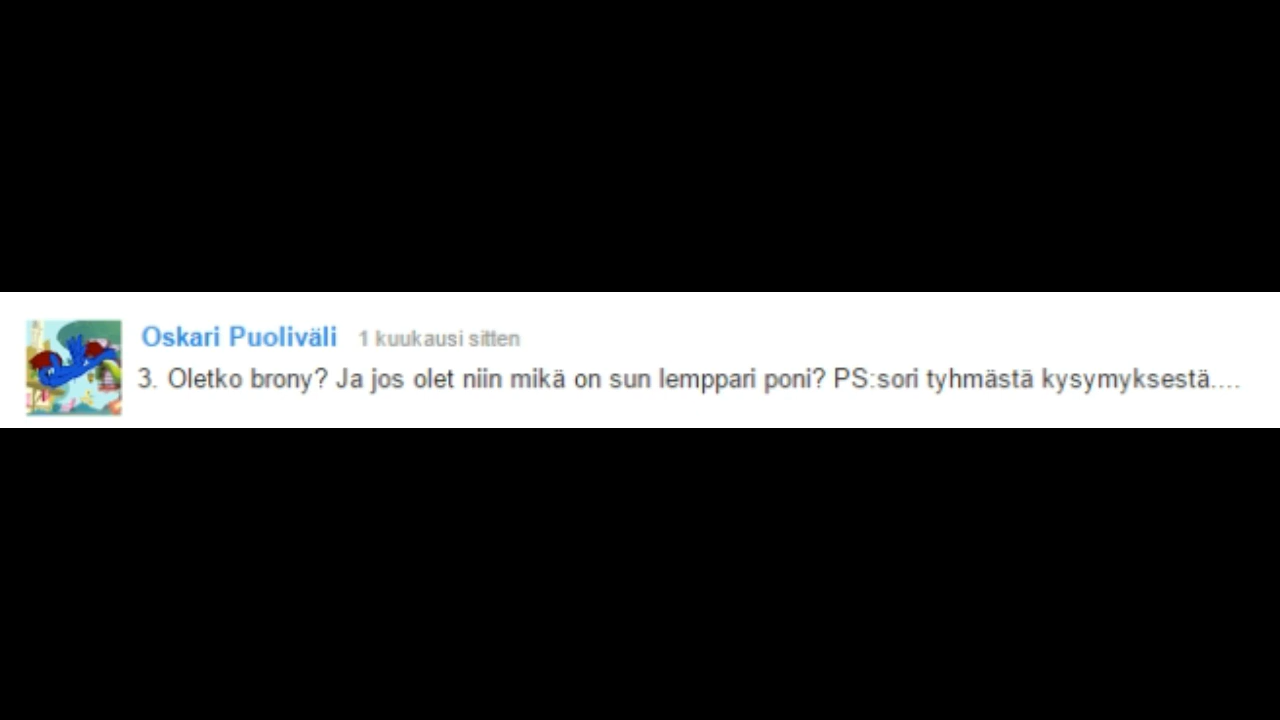 Oskari Puoliväli 1 kuukausi sitten
3. Oletko brony? Ja jos olet niin mikä on sun lemppari poni? PS:sori tyhmästä kysymyksestä....